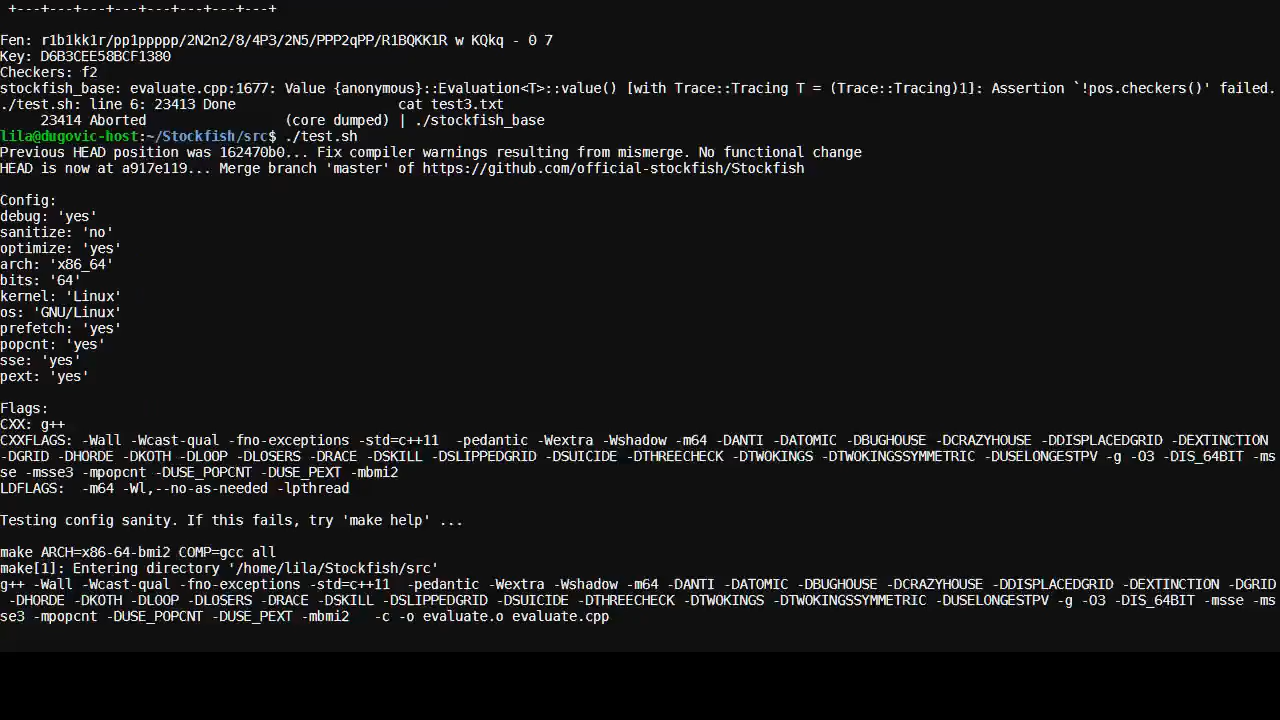 +---+---+---+---+---+---+---+---+
Fen: r1b1kk1r/pp1ppppp/2N2n2/8/4P3/2N5/PPP2qPP/R1BQKK1R w KQkq - 0 7
Key: D6B3CEE58BCF1380
Checkers: f2
stockfish_base: evaluate.cpp:1677: Value {anonymous}::Evaluation<T>::value() [with Trace::Tracing T = (Trace::Tracing)1]: Assertion `!pos.checkers()' failed.
./test.sh: line 6: 23413 Done                    cat test3.txt
     23414 Aborted                 (core dumped) | ./stockfish_base
lila@dugovic-host:~/Stockfish/src$ ./test.sh
Previous HEAD position was 162470b0... Fix compiler warnings resulting from mismerge. No functional change
HEAD is now at a917e119... Merge branch 'master' of https://github.com/official-stockfish/Stockfish
Config:
debug: 'yes'
sanitize: 'no'
optimize: 'yes'
arch: 'x86_64'
bits: '64'
kernel: 'Linux'
os: 'GNU/Linux'
prefetch: 'yes'
popcnt: 'yes'
sse: 'yes'
pext: 'yes'
Flags:
CXX: g++
CXXFLAGS: -Wall -Wcast-qual -fno-exceptions -std=c++11  -pedantic -Wextra -Wshadow -m64 -DANTI -DATOMIC -DBUGHOUSE -DCRAZYHOUSE -DDISPLACEDGRID -DEXTINCTION
-DGRID -DHORDE -DKOTH -DLOOP -DLOSERS -DRACE -DSKILL -DSLIPPEDGRID -DSUICIDE -DTHREECHECK -DTWOKINGS -DTWOKINGSSYMMETRIC -DUSELONGESTPV -g -O3 -DIS_64BIT -ms
se -msse3 -mpopcnt -DUSE_POPCNT -DUSE_PEXT -mbmi2
LDFLAGS:  -m64 -Wl,--no-as-needed -lpthread
Testing config sanity. If this fails, try 'make help' ...
make ARCH=x86-64-bmi2 COMP=gcc all
make[1]: Entering directory '/home/lila/Stockfish/src'
g++ -Wall -Wcast-qual -fno-exceptions -std=c++11  -pedantic -Wextra -Wshadow -m64 -DANTI -DATOMIC -DBUGHOUSE -DCRAZYHOUSE -DDISPLACEDGRID -DEXTINCTION -DGRID
-DHORDE -DKOTH -DLOOP -DLOSERS -DRACE -DSKILL -DSLIPPEDGRID -DSUICIDE -DTHREECHECK -DTWOKINGS -DTWOKINGSSYMMETRIC -DUSELONGESTPV -g -O3 -DIS_64BIT -msse -ms
se3 -mpopcnt -DUSE_POPCNT -DUSE_PEXT -mbmi2   -c -o evaluate.o evaluate.cpp